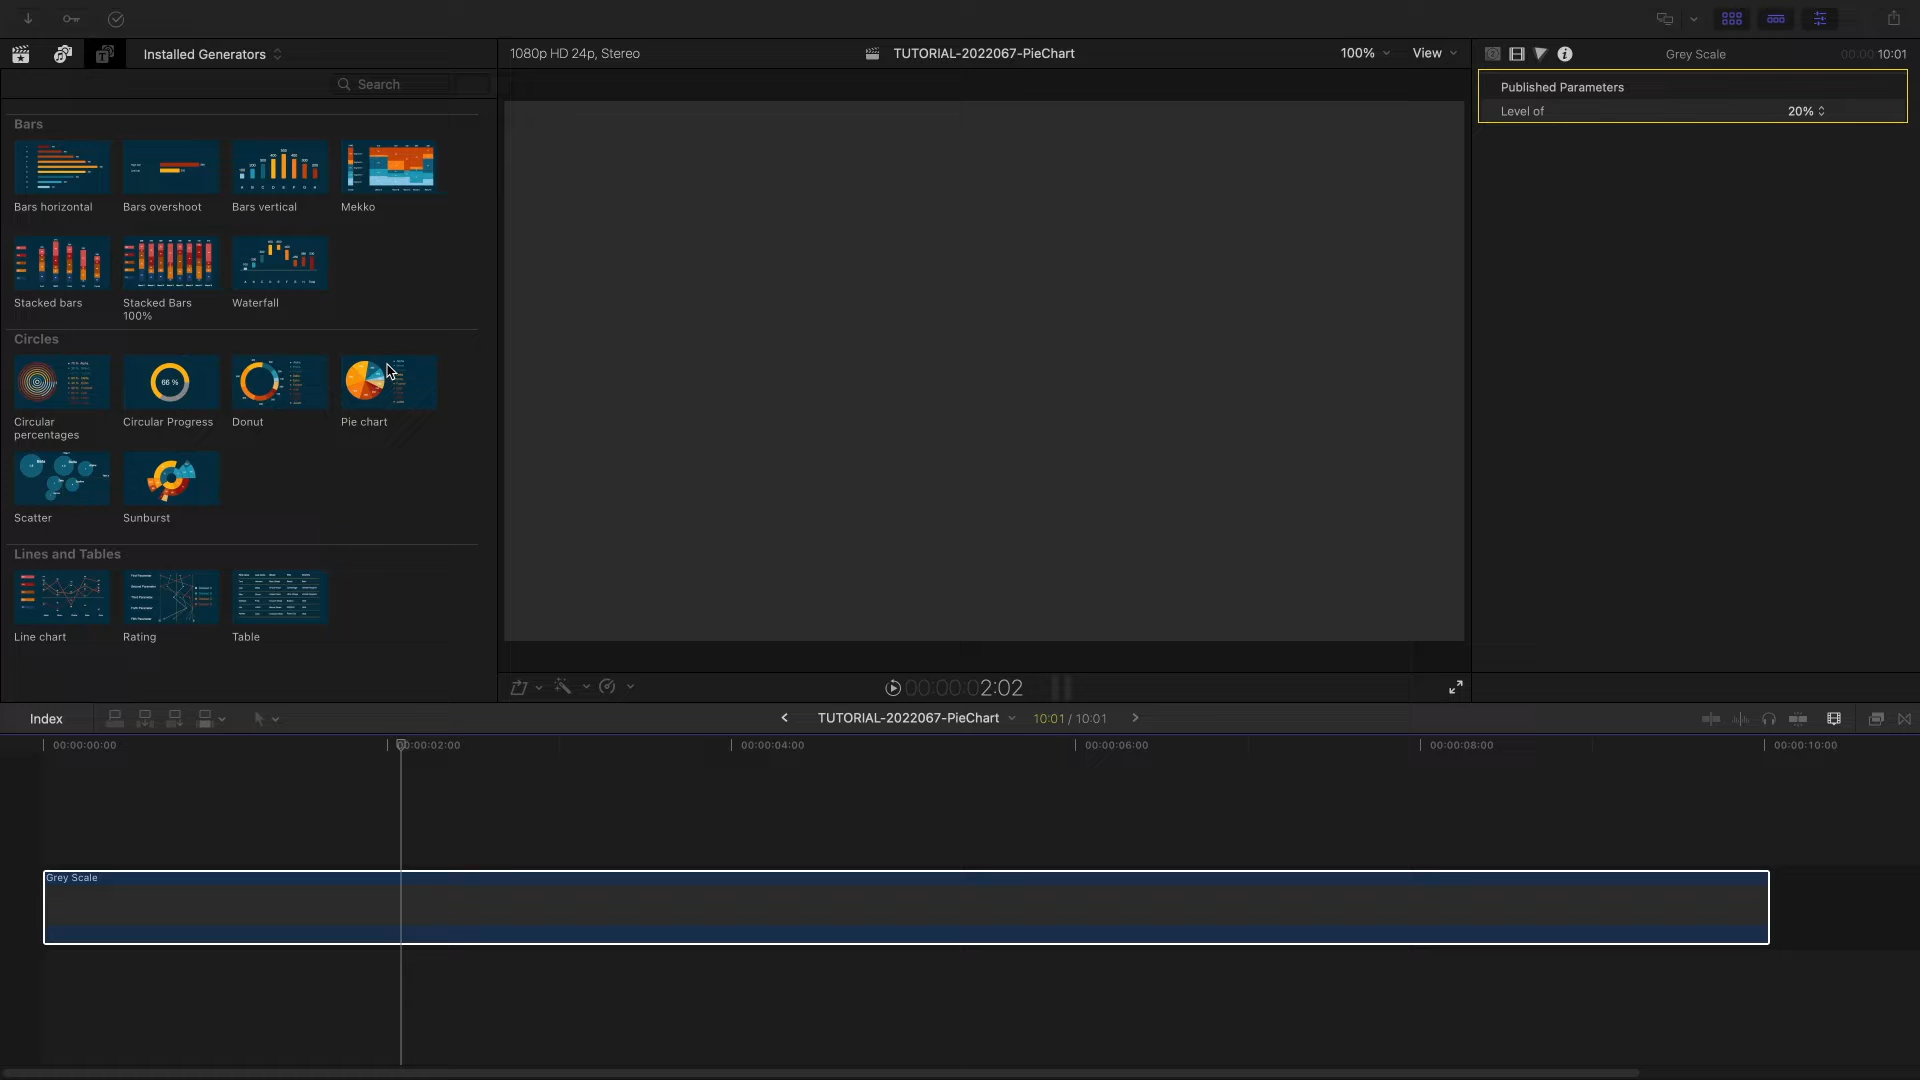 Installed Generators
1080p HD 24p, Stereo
TUTORIAL-2022067-PieChart
100%
View
Grey Scale
00:00:10:01
Search
Published Parameters
Level of
20%
Bars
Bars horizontal
Bars overshoot
Bars vertical
Mekko
Stacked bars
Stacked Bars
100%
Waterfall
Circles
66 %
Circular
percentages
Circular Progress
Donut
Pie chart
Scatter
Sunburst
Lines and Tables
Line chart
Rating
Table
00:00:02:02
Index
TUTORIAL-2022067-PieChart
10:01 / 10:01
00:00:00:00
00:00:02:00
00:00:04:00
00:00:06:00
00:00:08:00
00:00:10:00
Grey Scale